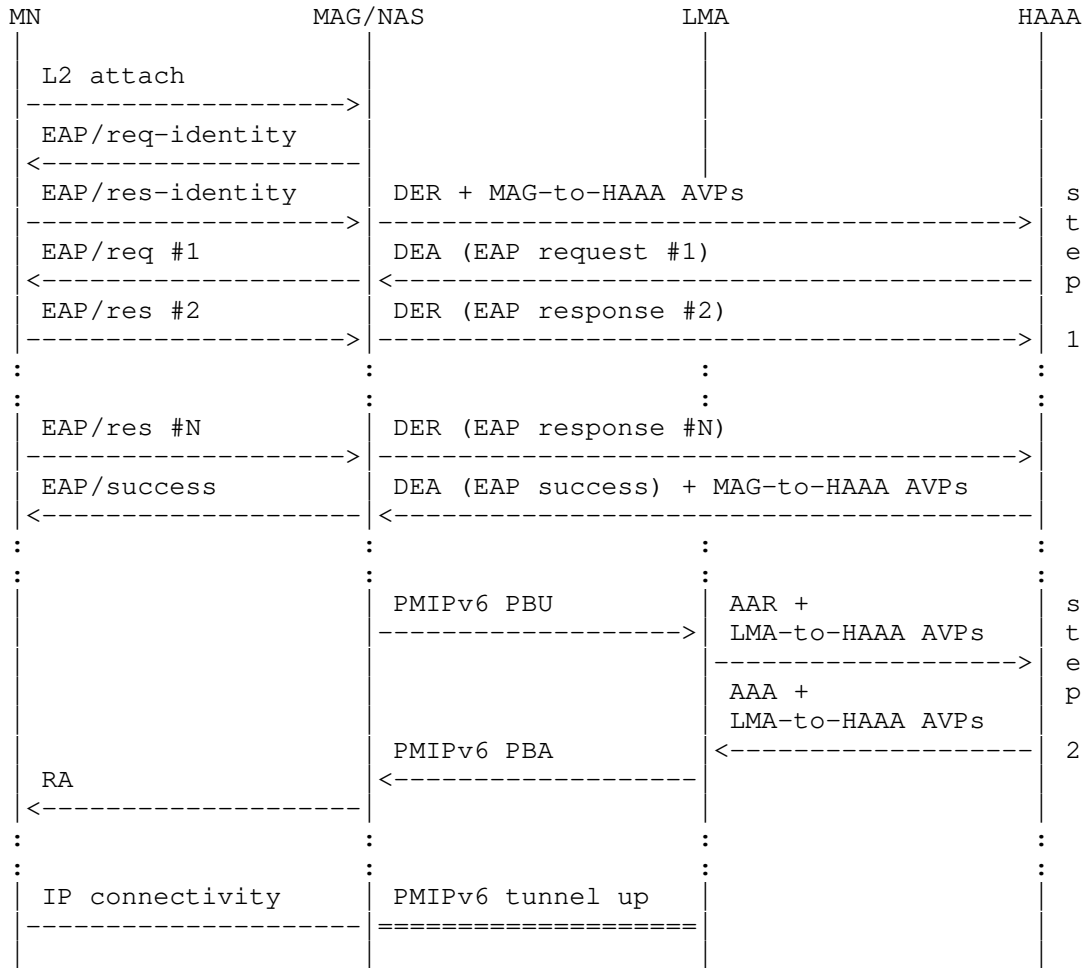 MN MAG/NAS LMA HAAA
L2 attach
EAP/req-identity
EAP/res-identity DER + MAG-to-HAAA AVPs s
t
EAP/req #1 DEA (EAP request #1) e
p
EAP/res #2 DER (EAP response #2)
1
EAP/res #N DER (EAP response #N)
EAP/success DEA (EAP success) + MAG-to-HAAA AVPs
PMIPv6 PBU AAR + s
LMA-to-HAAA AVPs t
e
AAA + p
LMA-to-HAAA AVPs
PMIPv6 PBA 2
RA
IP connectivity PMIPv6 tunnel up